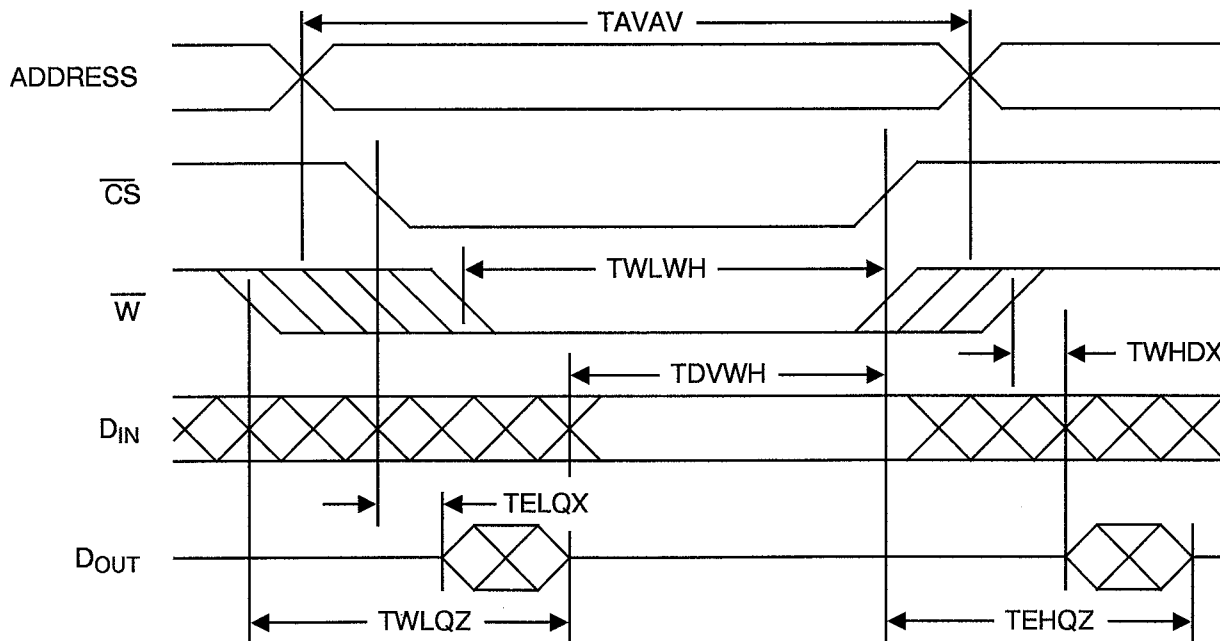 TAVAV
ADDRESS
CS
TWLWH
W
TWHDX
TDVWH
DIN
TELQX
DOUT
TWLQZ
TEHQZ